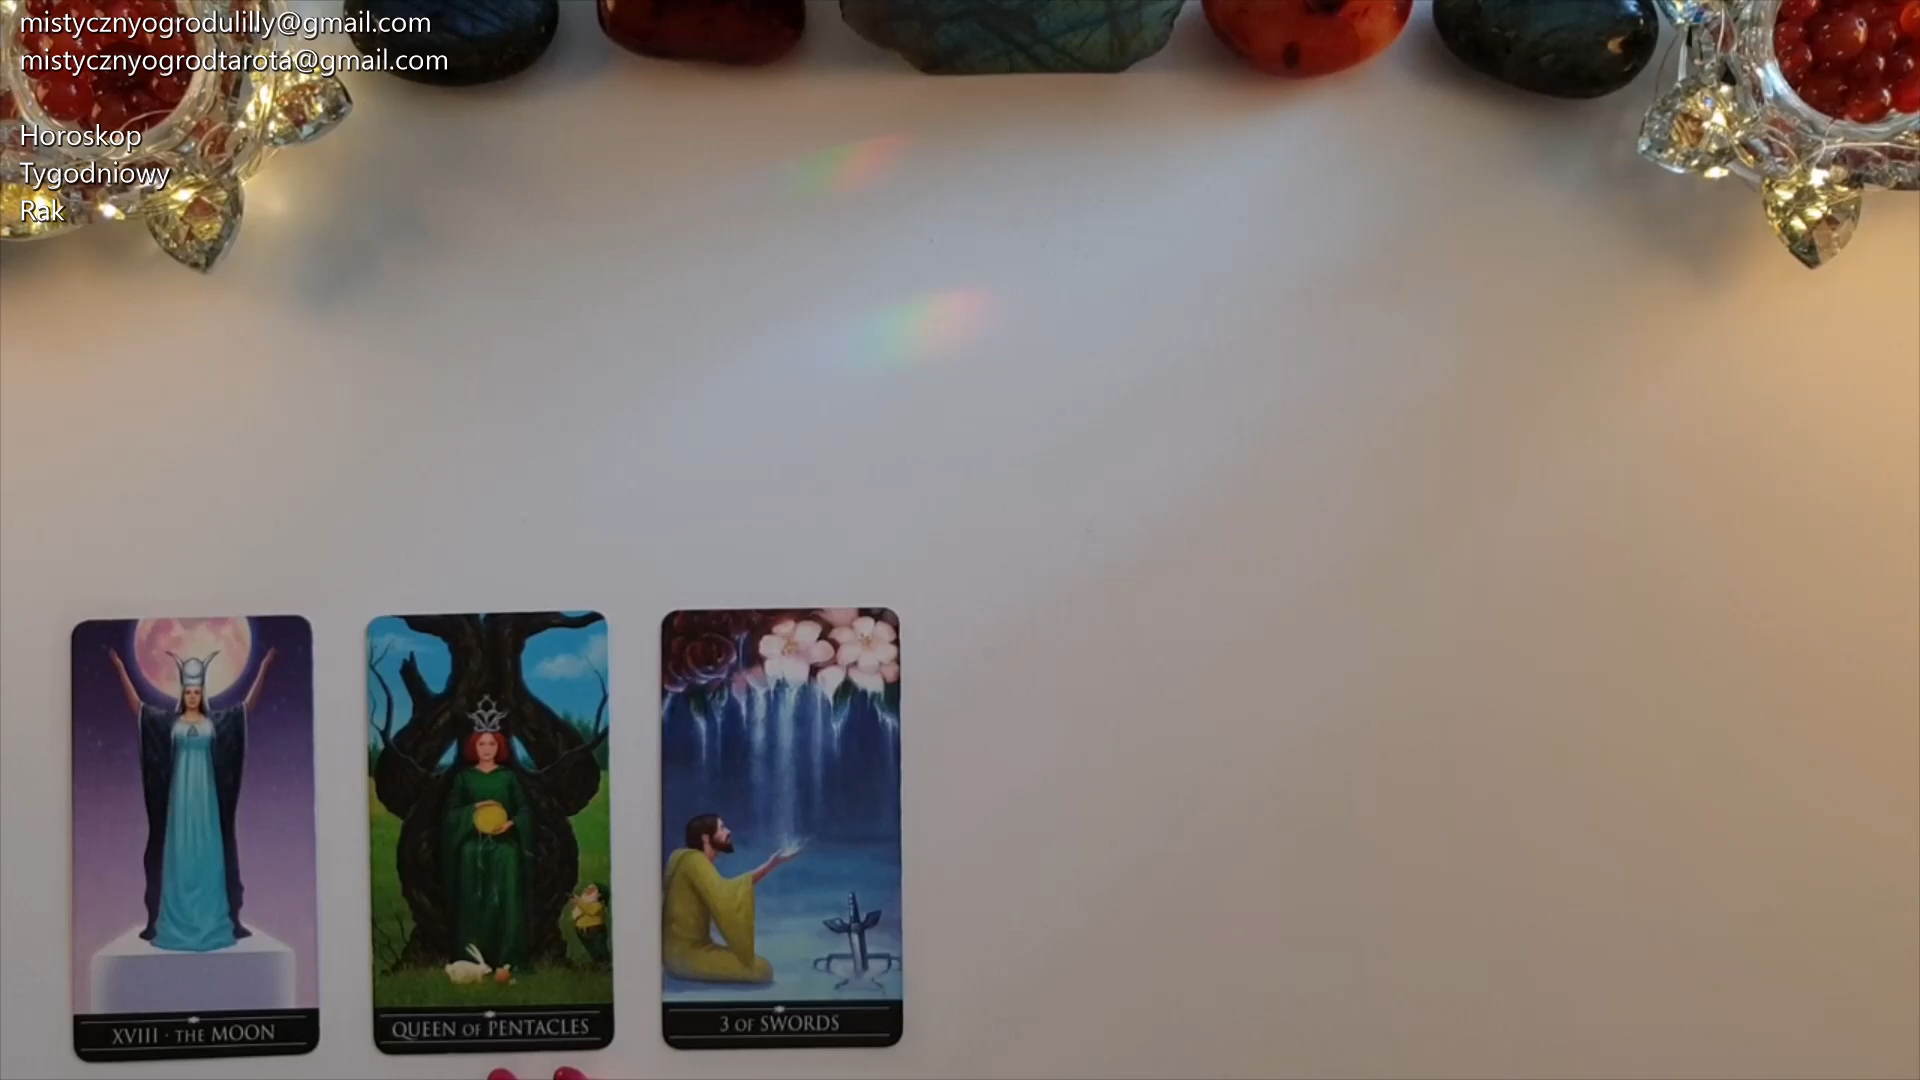 mistycznyogrodulilly@gmail.com
mistycznyogrodtarota@gmail.com
Horoskop
Tygodniowy
Rak
XVIII · THE MOON
QUEEN OF PENTACLES
3 OF SWORDS